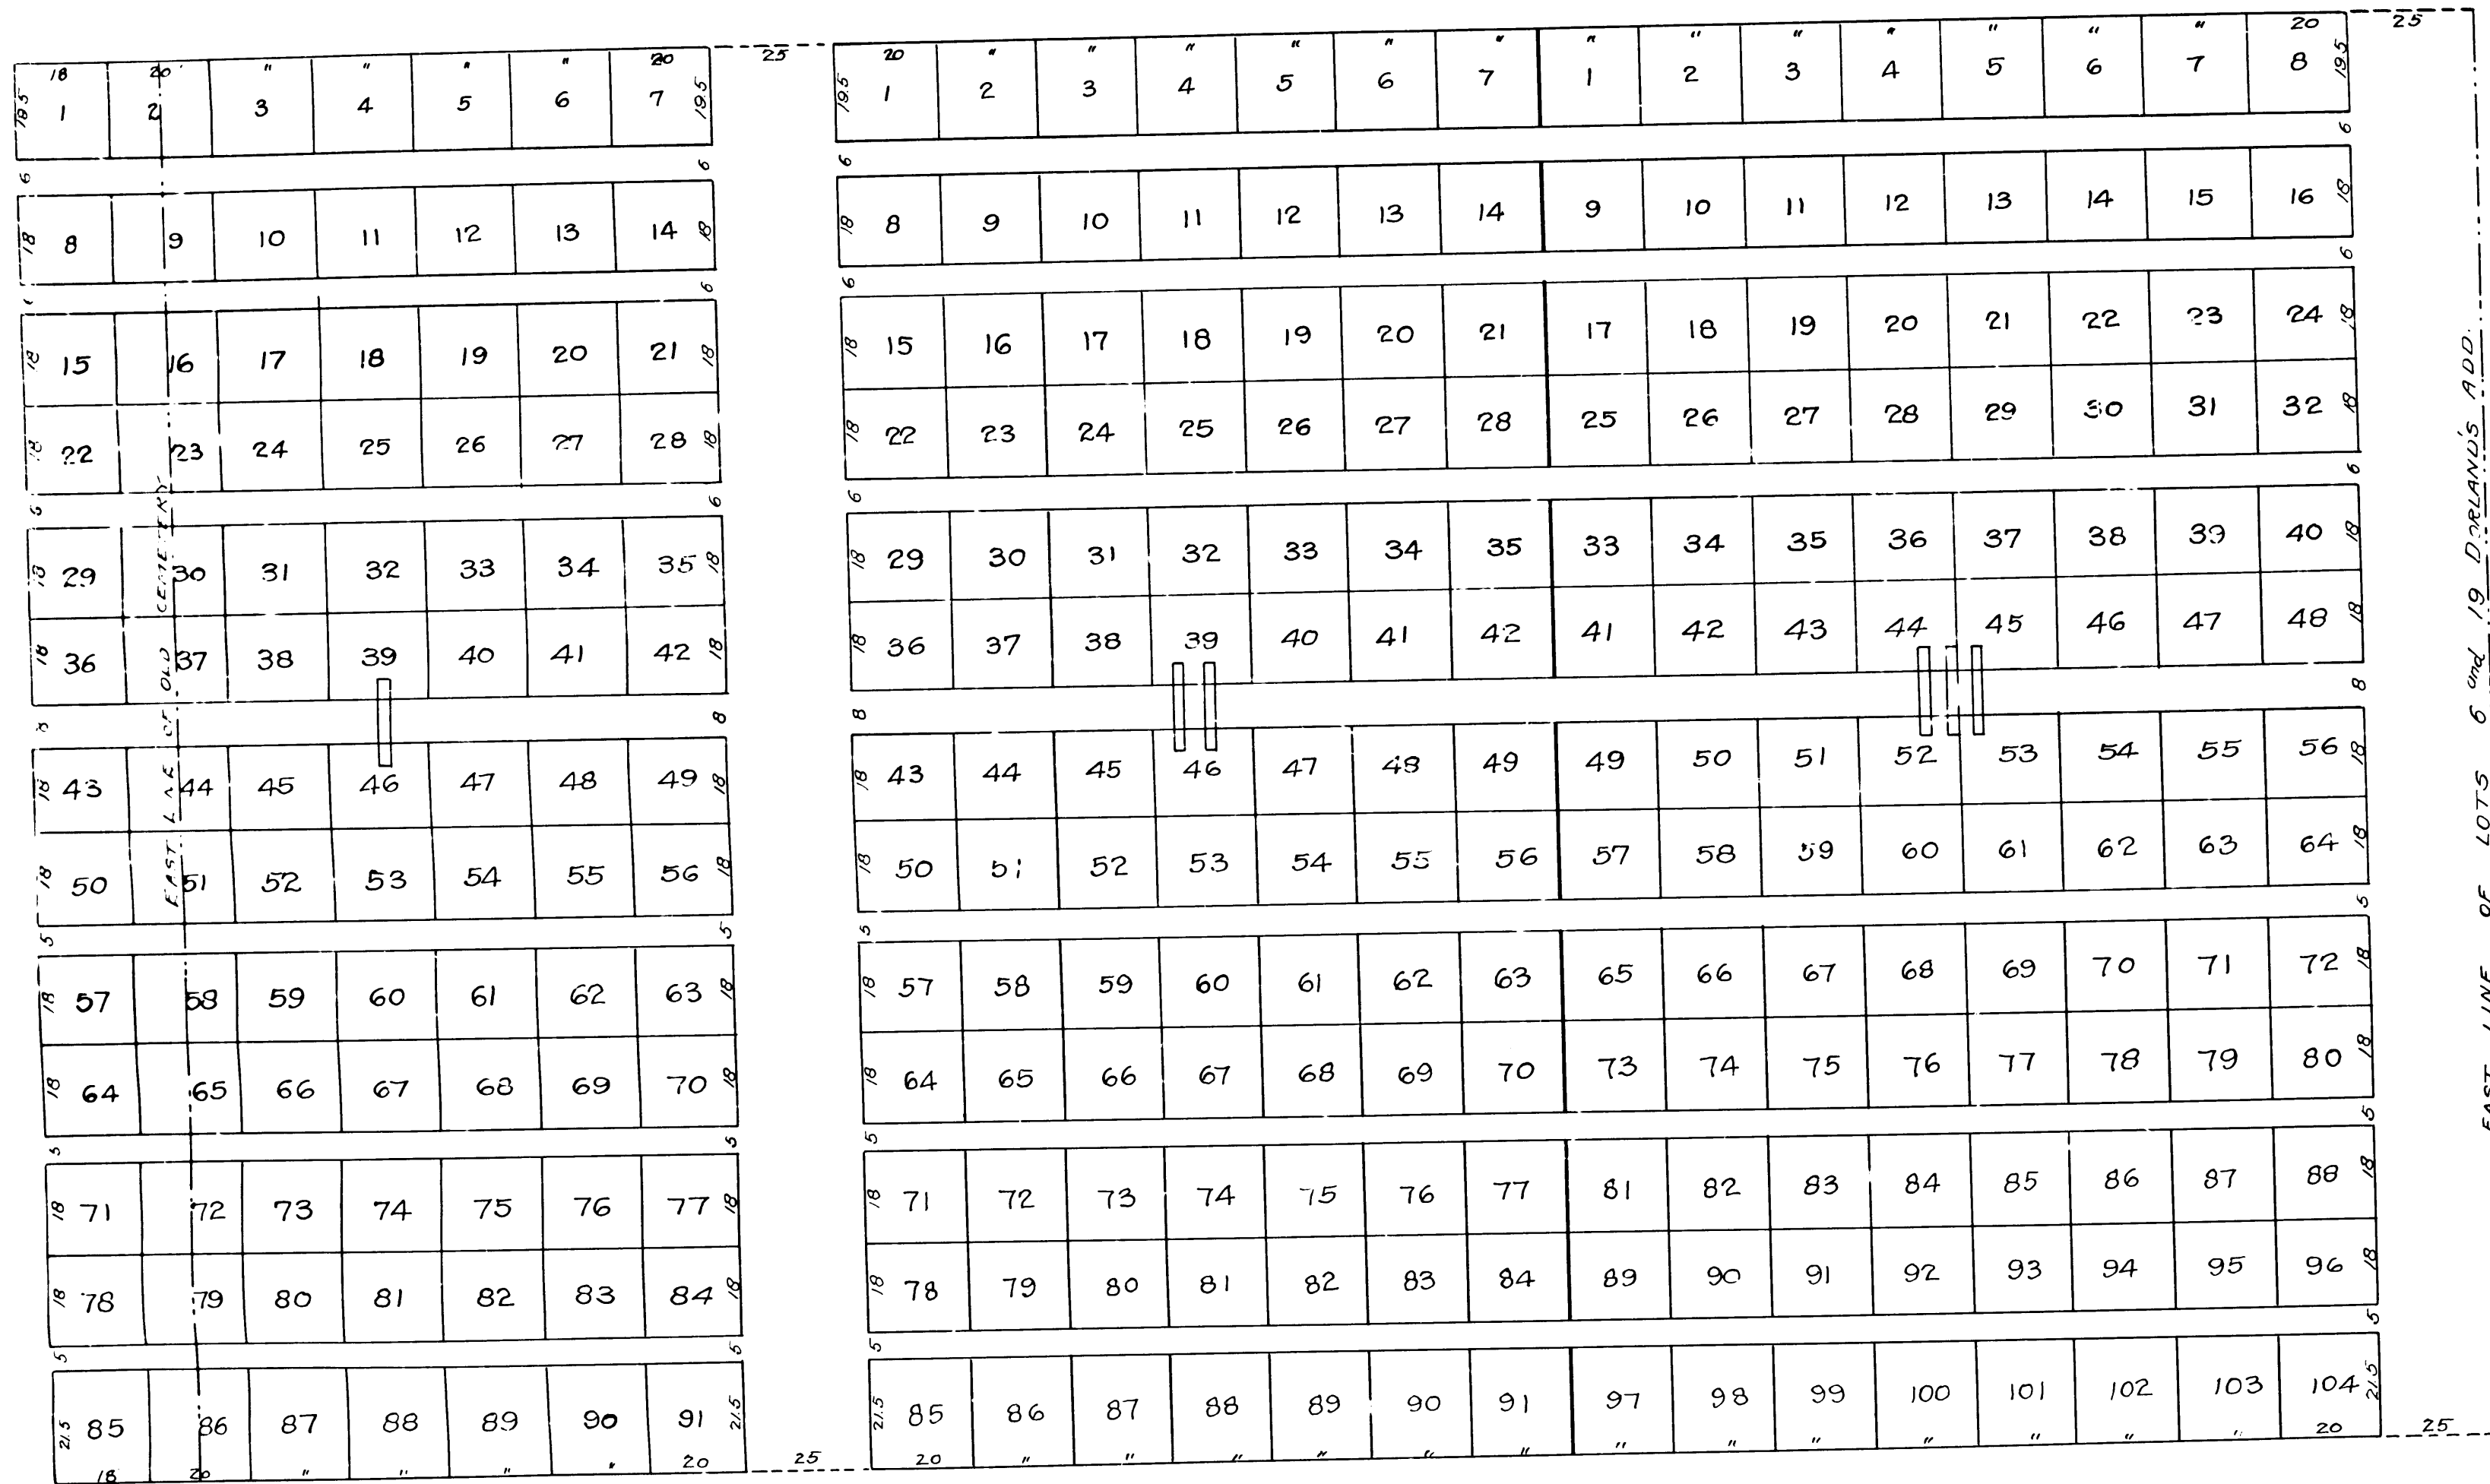 18 20 " " " " 20 25 20 " " " " " " " " " " " " " 20 25
19.5 1 2 3 4 5 6 7 19.5 19.5 1 2 3 4 5 6 7 1 2 3 4 5 6 7 8 19.5
6 6 6 6
18 8 9 10 11 12 13 14 18 18 8 9 10 11 12 13 14 9 10 11 12 13 14 15 16 18
6 6 6
18 15 16 17 18 19 20 21 18 18 15 16 17 18 19 20 21 17 18 19 20 21 22 23 24 18
18 22 23 24 25 26 27 28 18 18 22 23 24 25 26 27 28 25 26 27 28 29 30 31 32 18
6 6 6 6
18 29 30 31 32 33 34 35 18 18 29 30 31 32 33 34 35 33 34 35 36 37 38 39 40 18
18 36 37 38 39 40 41 42 18 18 36 37 38 39 40 41 42 41 42 43 44 45 46 47 48 18
8 8 8 8
18 43 44 45 46 47 48 49 18 18 43 44 45 46 47 48 49 49 50 51 52 53 54 55 56 18
18 50 51 52 53 54 55 56 18 18 50 51 52 53 54 55 56 57 58 59 60 61 62 63 64 18
5 5 5 5
18 57 58 59 60 61 62 63 18 18 57 58 59 60 61 62 63 65 66 67 68 69 70 71 72 18
18 64 65 66 67 68 69 70 18 18 64 65 66 67 68 69 70 73 74 75 76 77 78 79 80 18
5 5 5 5
18 71 72 73 74 75 76 77 18 18 71 72 73 74 75 76 77 81 82 83 84 85 86 87 88 18
18 78 79 80 81 82 83 84 18 18 78 79 80 81 82 83 84 89 90 91 92 93 94 95 96 18
5 5 5 5
21.5 85 86 87 88 89 90 91 21.5 21.5 85 86 87 88 89 90 91 97 98 99 100 101 102 103 104 21.5
18 20 " " " " 20 25 20 " " " " " " " " " " " " " 20 25
EAST LINE OF OLD CEMETERY
EAST LINE OF LOTS 6 and 19 DORLAND'S ADD.